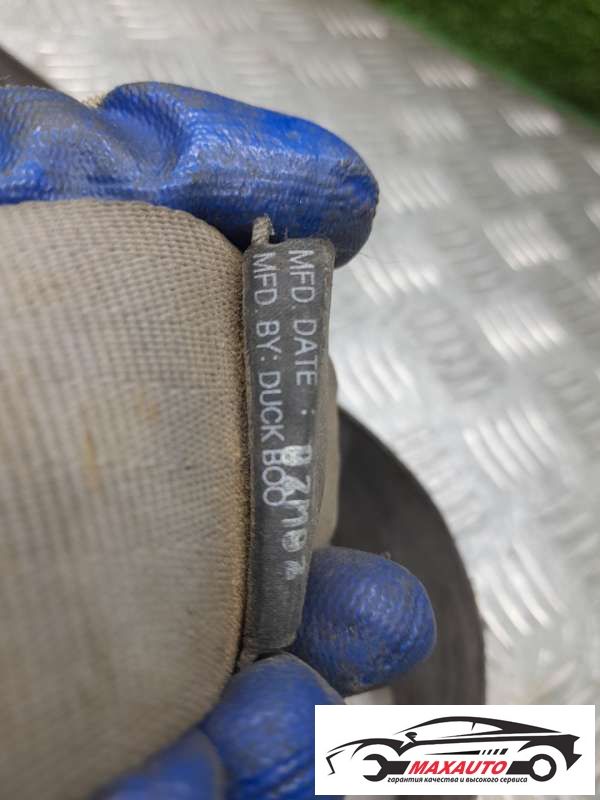 MFD. DATE :
MFD. BY: DUCK BOO
MAXAUTO
гарантия качества и высокого сервиса